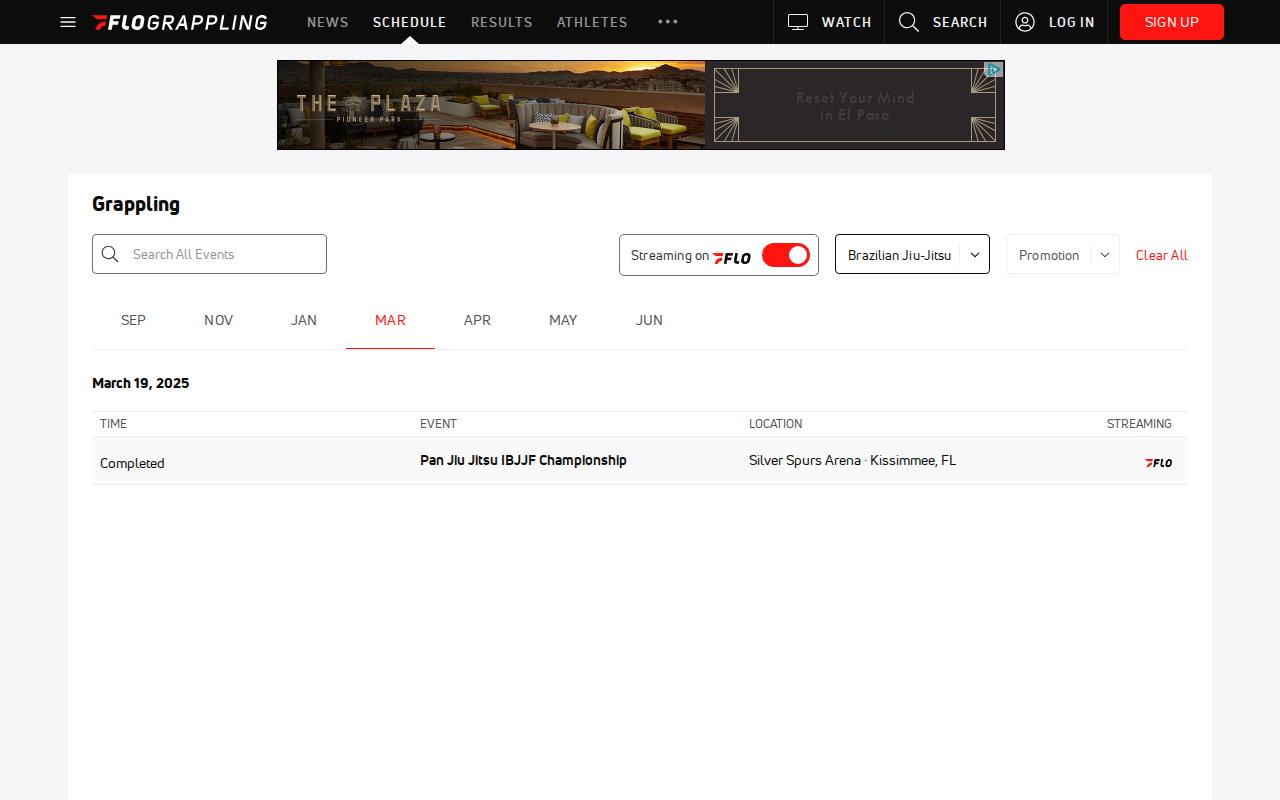 FLOGRAPPLING NEWS SCHEDULE RESULTS ATHLETES WATCH SEARCH LOG IN SIGN UP
THE PLAZA
PIONEER PARK
Reset Your Mind
in El Paso
Grappling
Search All Events Streaming on FLO Brazilian Jiu-Jitsu Promotion Clear All
SEP NOV JAN MAR APR MAY JUN
March 19, 2025
TIME EVENT LOCATION STREAMING
Completed Pan Jiu Jitsu IBJJF Championship Silver Spurs Arena · Kissimmee, FL FLO